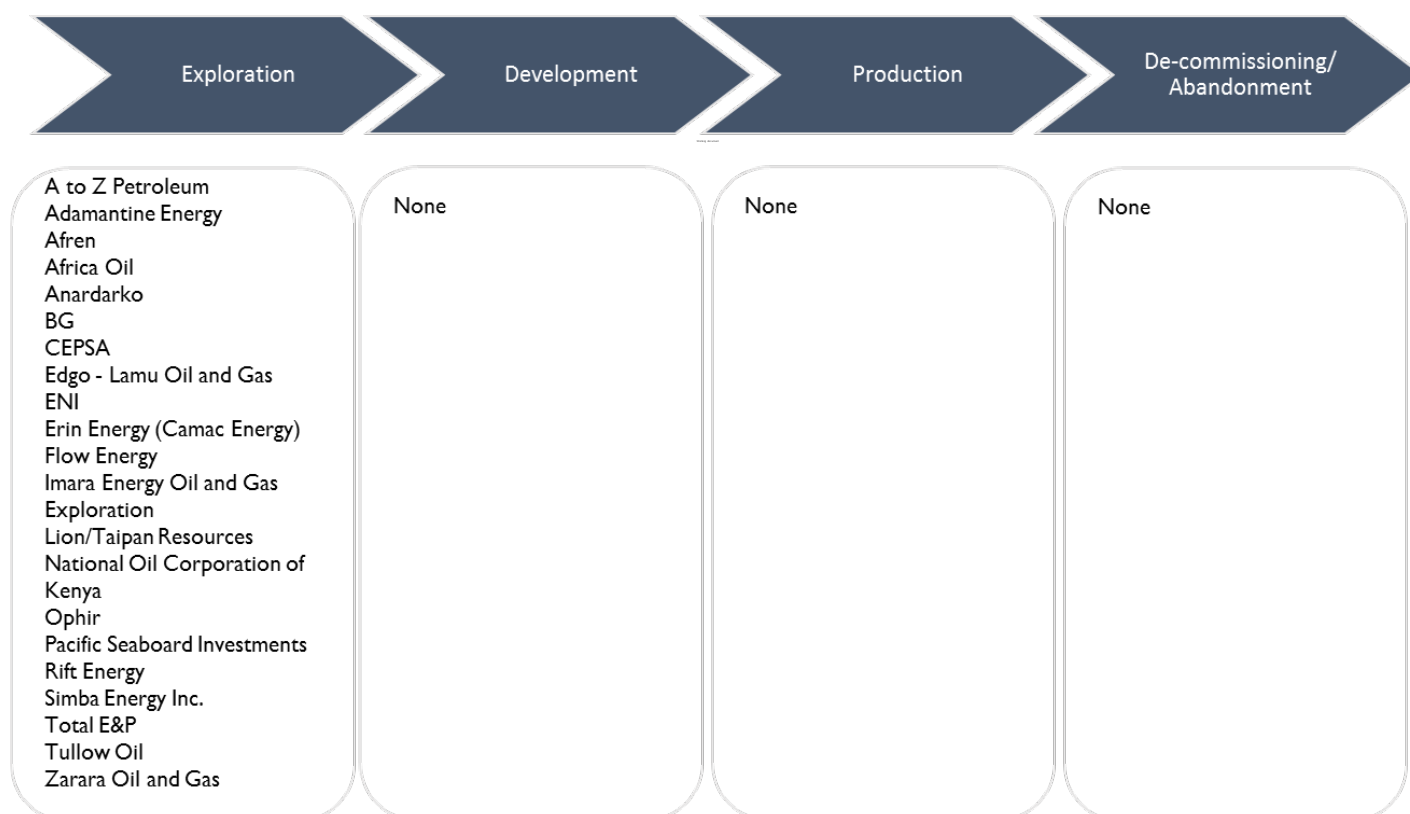 Exploration
Development
Production
De-commissioning/
Abandonment
A to Z Petroleum
Adamantine Energy
Afren
Africa Oil
Anardarko
BG
CEPSA
Edgo - Lamu Oil and Gas
ENI
Erin Energy (Camac Energy)
Flow Energy
Imara Energy Oil and Gas
Exploration
Lion/Taipan Resources
National Oil Corporation of
Kenya
Ophir
Pacific Seaboard Investments
Rift Energy
Simba Energy Inc.
Total E&P
Tullow Oil
Zarara Oil and Gas
None
None
None